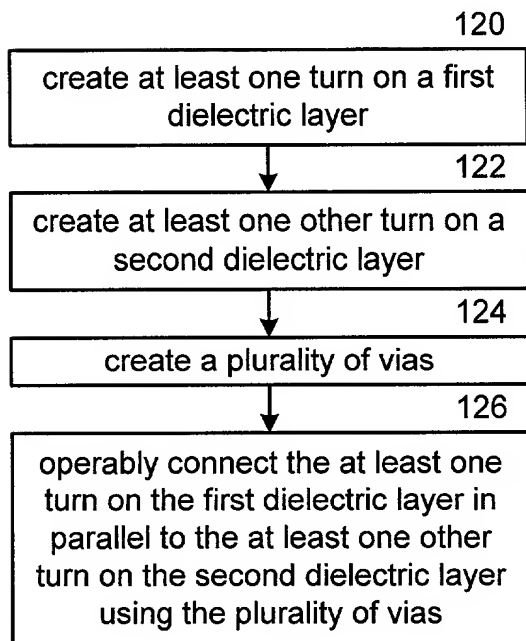 120
create at least one turn on a first
dielectric layer
122
create at least one other turn on a
second dielectric layer
124
create a plurality of vias
126
operably connect the at least one
turn on the first dielectric layer in
parallel to the at least one other
turn on the second dielectric layer
using the plurality of vias